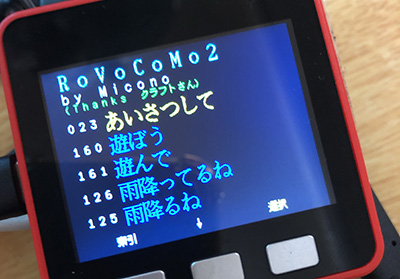 RoVoCoMo2
by Micono
(Thanks クラフトさん)
023 あいさつして
160 遊ぼう
161 遊んで
126 雨降ってるね
125 雨降るね
索引 ↓ 選択